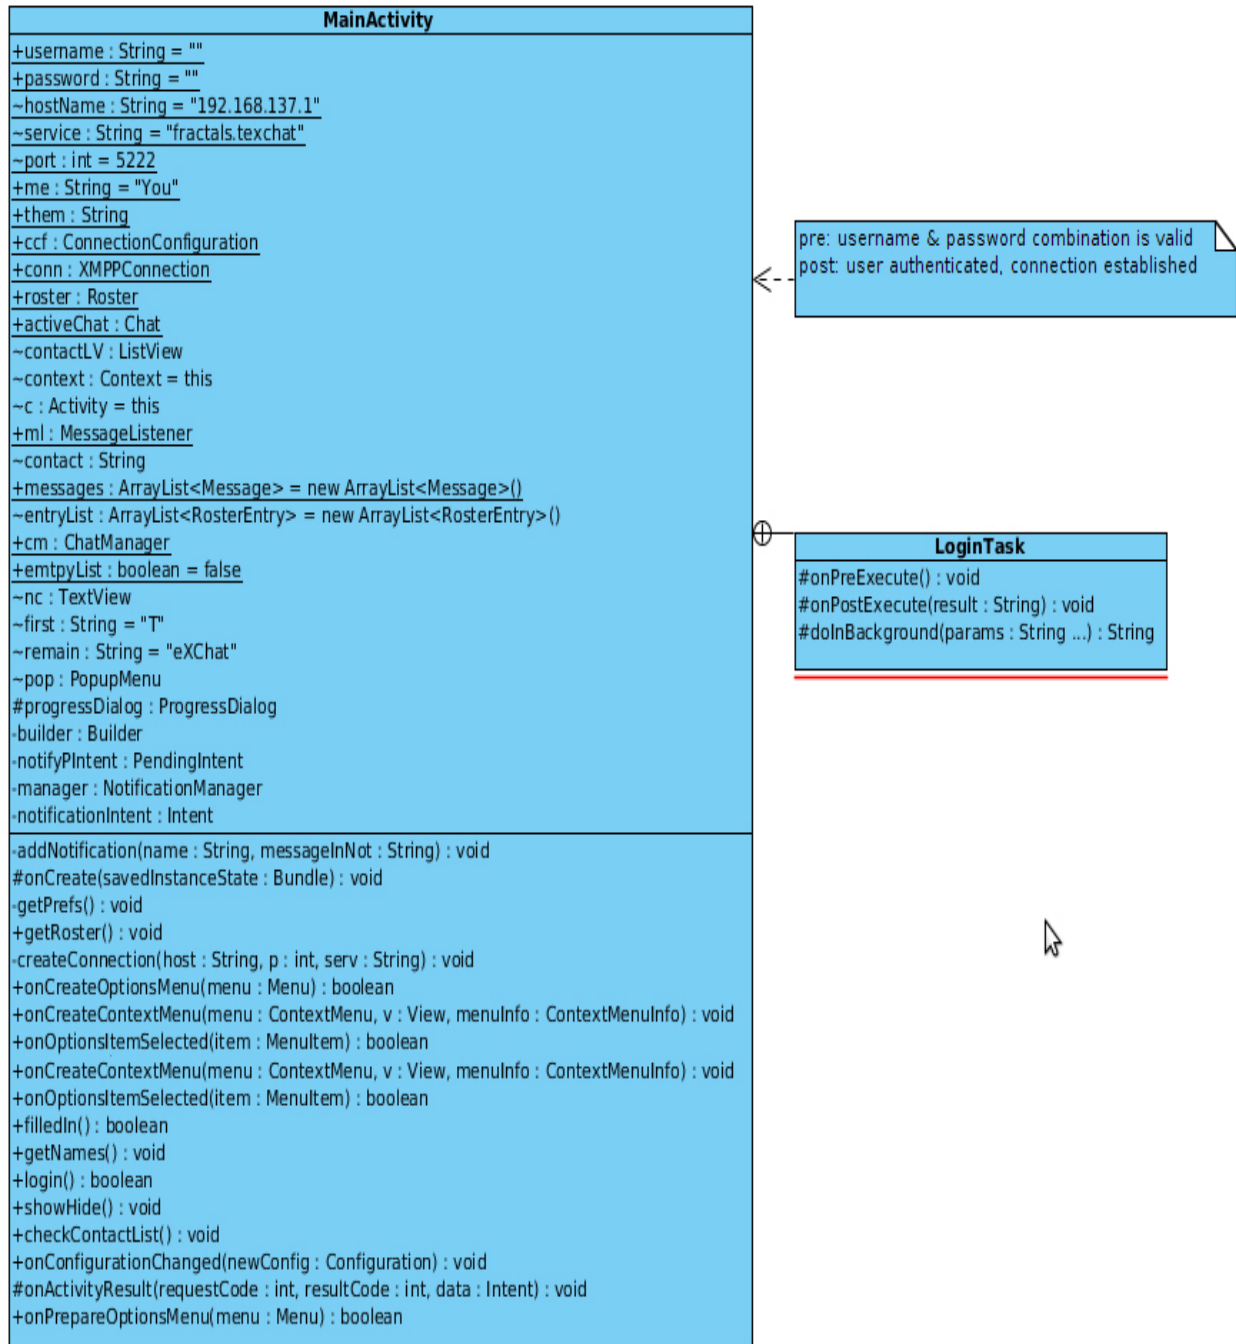 MainActivity
+username : String = ""
+password : String = ""
~hostName : String = "192.168.137.1"
~service : String = "fractals.texchat"
~port : int = 5222
+me : String = "You"
+them : String
+ccf : ConnectionConfiguration
+conn : XMPPConnection
+roster : Roster
+activeChat : Chat
~contactLV : ListView
~context : Context = this
~c : Activity = this
+ml : MessageListener
~contact : String
+messages : ArrayList<Message> = new ArrayList<Message>()
~entryList : ArrayList<RosterEntry> = new ArrayList<RosterEntry>()
+cm : ChatManager
+emtpyList : boolean = false
~nc : TextView
~first : String = "T"
~remain : String = "eXChat"
~pop : PopupMenu
#progressDialog : ProgressDialog
-builder : Builder
-notifyPIntent : PendingIntent
-manager : NotificationManager
-notificationIntent : Intent
-addNotification(name : String, messageInNot : String) : void
#onCreate(savedInstanceState : Bundle) : void
-getPrefs() : void
+getRoster() : void
-createConnection(host : String, p : int, serv : String) : void
+onCreateOptionsMenu(menu : Menu) : boolean
+onCreateContextMenu(menu : ContextMenu, v : View, menuInfo : ContextMenuInfo) : void
+onOptionsItemSelected(item : MenuItem) : boolean
+onCreateContextMenu(menu : ContextMenu, v : View, menuInfo : ContextMenuInfo) : void
+onOptionsItemSelected(item : MenuItem) : boolean
+filledIn() : boolean
+getNames() : void
+login() : boolean
+showHide() : void
+checkContactList() : void
+onConfigurationChanged(newConfig : Configuration) : void
#onActivityResult(requestCode : int, resultCode : int, data : Intent) : void
+onPrepareOptionsMenu(menu : Menu) : boolean
pre: username & password combination is valid
post: user authenticated, connection established
LoginTask
#onPreExecute() : void
#onPostExecute(result : String) : void
#doInBackground(params : String ...) : String